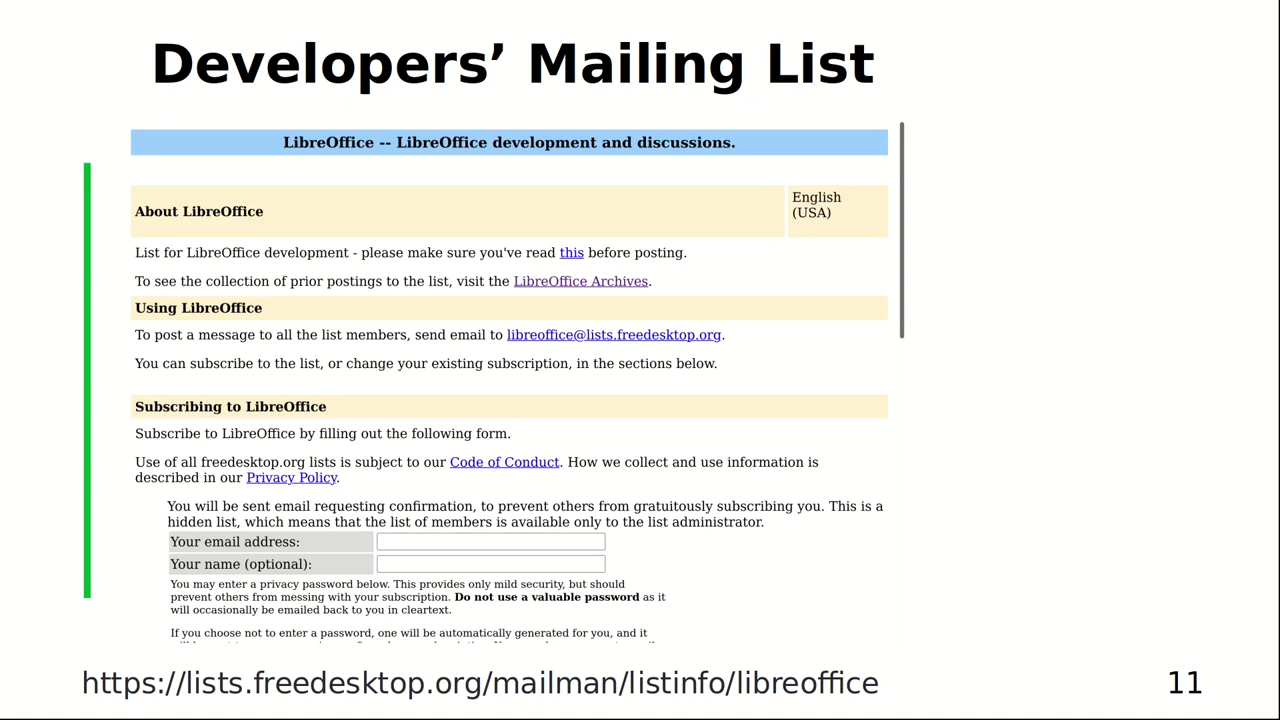 Developers’ Mailing List
LibreOffice -- LibreOffice development and discussions.
About LibreOffice
English
(USA)
List for LibreOffice development - please make sure you've read this before posting.
To see the collection of prior postings to the list, visit the LibreOffice Archives.
Using LibreOffice
To post a message to all the list members, send email to libreoffice@lists.freedesktop.org.
You can subscribe to the list, or change your existing subscription, in the sections below.
Subscribing to LibreOffice
Subscribe to LibreOffice by filling out the following form.
Use of all freedesktop.org lists is subject to our Code of Conduct. How we collect and use information is
described in our Privacy Policy.
You will be sent email requesting confirmation, to prevent others from gratuitously subscribing you. This is a
hidden list, which means that the list of members is available only to the list administrator.
Your email address:
Your name (optional):
You may enter a privacy password below. This provides only mild security, but should
prevent others from messing with your subscription. Do not use a valuable password as it
will occasionally be emailed back to you in cleartext.
If you choose not to enter a password, one will be automatically generated for you, and it
https://lists.freedesktop.org/mailman/listinfo/libreoffice
11